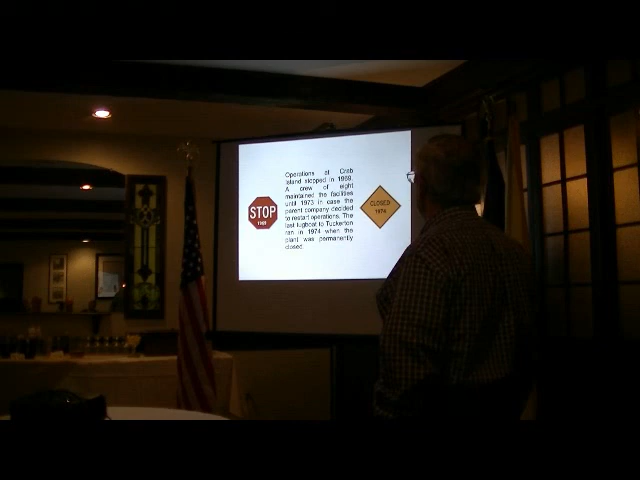 Operations at Crab
Island stopped in 1969.
A crew of eight
maintained the facilities
until 1973 in case the
parent company decided
to restart operations. The
last tugboat to Tuckerton
ran in 1974 when the
plant was permanently
closed.
STOP
1969
CLOSED
1974